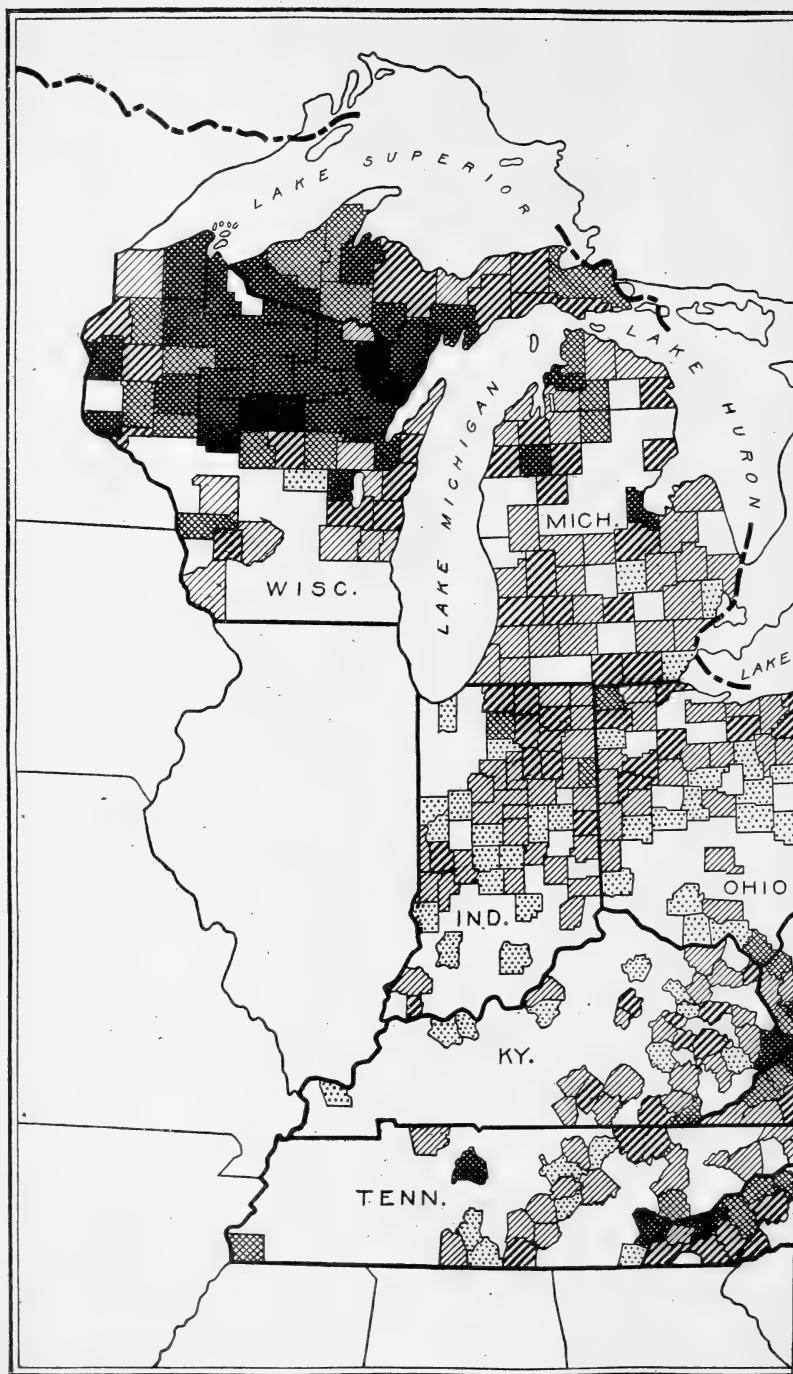 LAKE SUPERIOR
LAKE HURON
LAKE MICHIGAN
MICH.
WISC.
LAKE
OHIO
IND.
KY.
TENN.